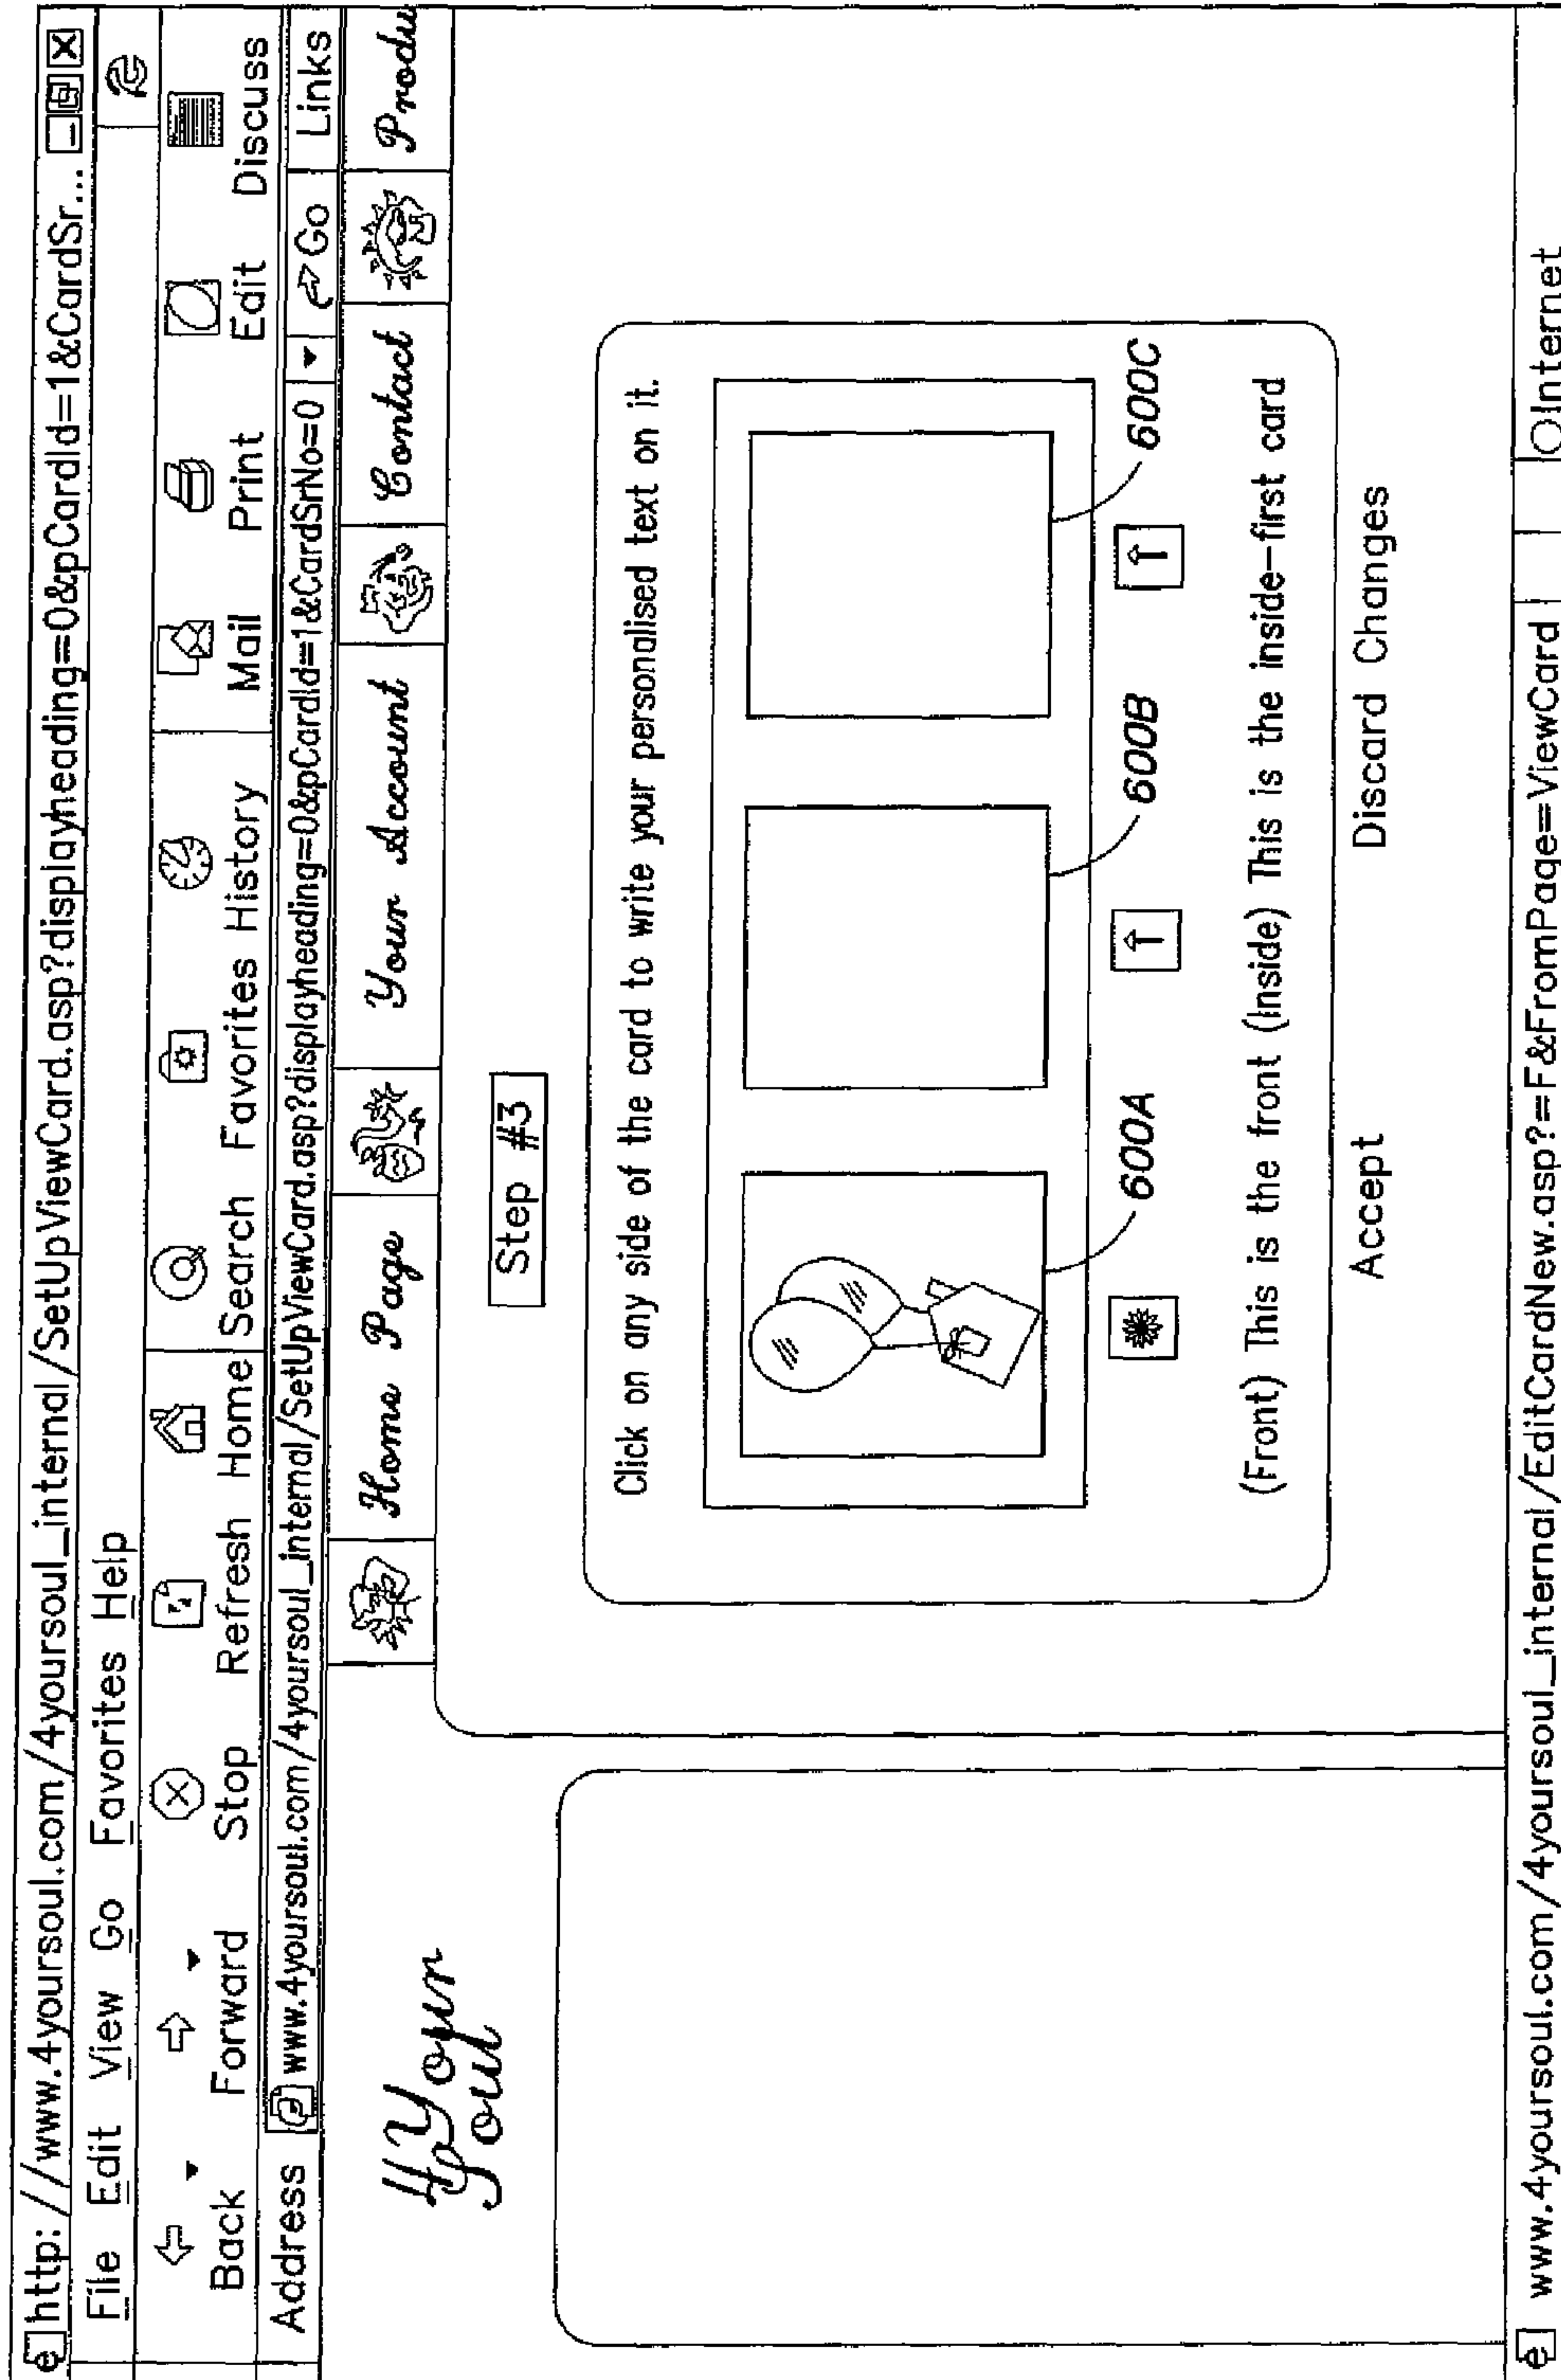 http://www.4yoursoul.com/4yoursoul_internal/SetUpViewCard.asp?displayheading=0&pCardId=1&CardSr...
File Edit View Go Favorites Help
Back Forward Stop Refresh Home Search Favorites History Mail Print Edit Discuss
Address www.4yoursoul.com/4yoursoul_internal/SetUpViewCard.asp?displayheading=0&pCardId=1&CardSrNo=0 Go Links
4 Your Soul
Home Page Your Account Contact Produ
Step #3
Click on any side of the card to write your personalised text on it.
600A 600B 600C
(Front) This is the front (Inside) This is the inside-first card
Accept Discard Changes
www.4yoursoul.com/4yoursoul_internal/EditCardNew.asp?=F&FromPage=ViewCard Internet